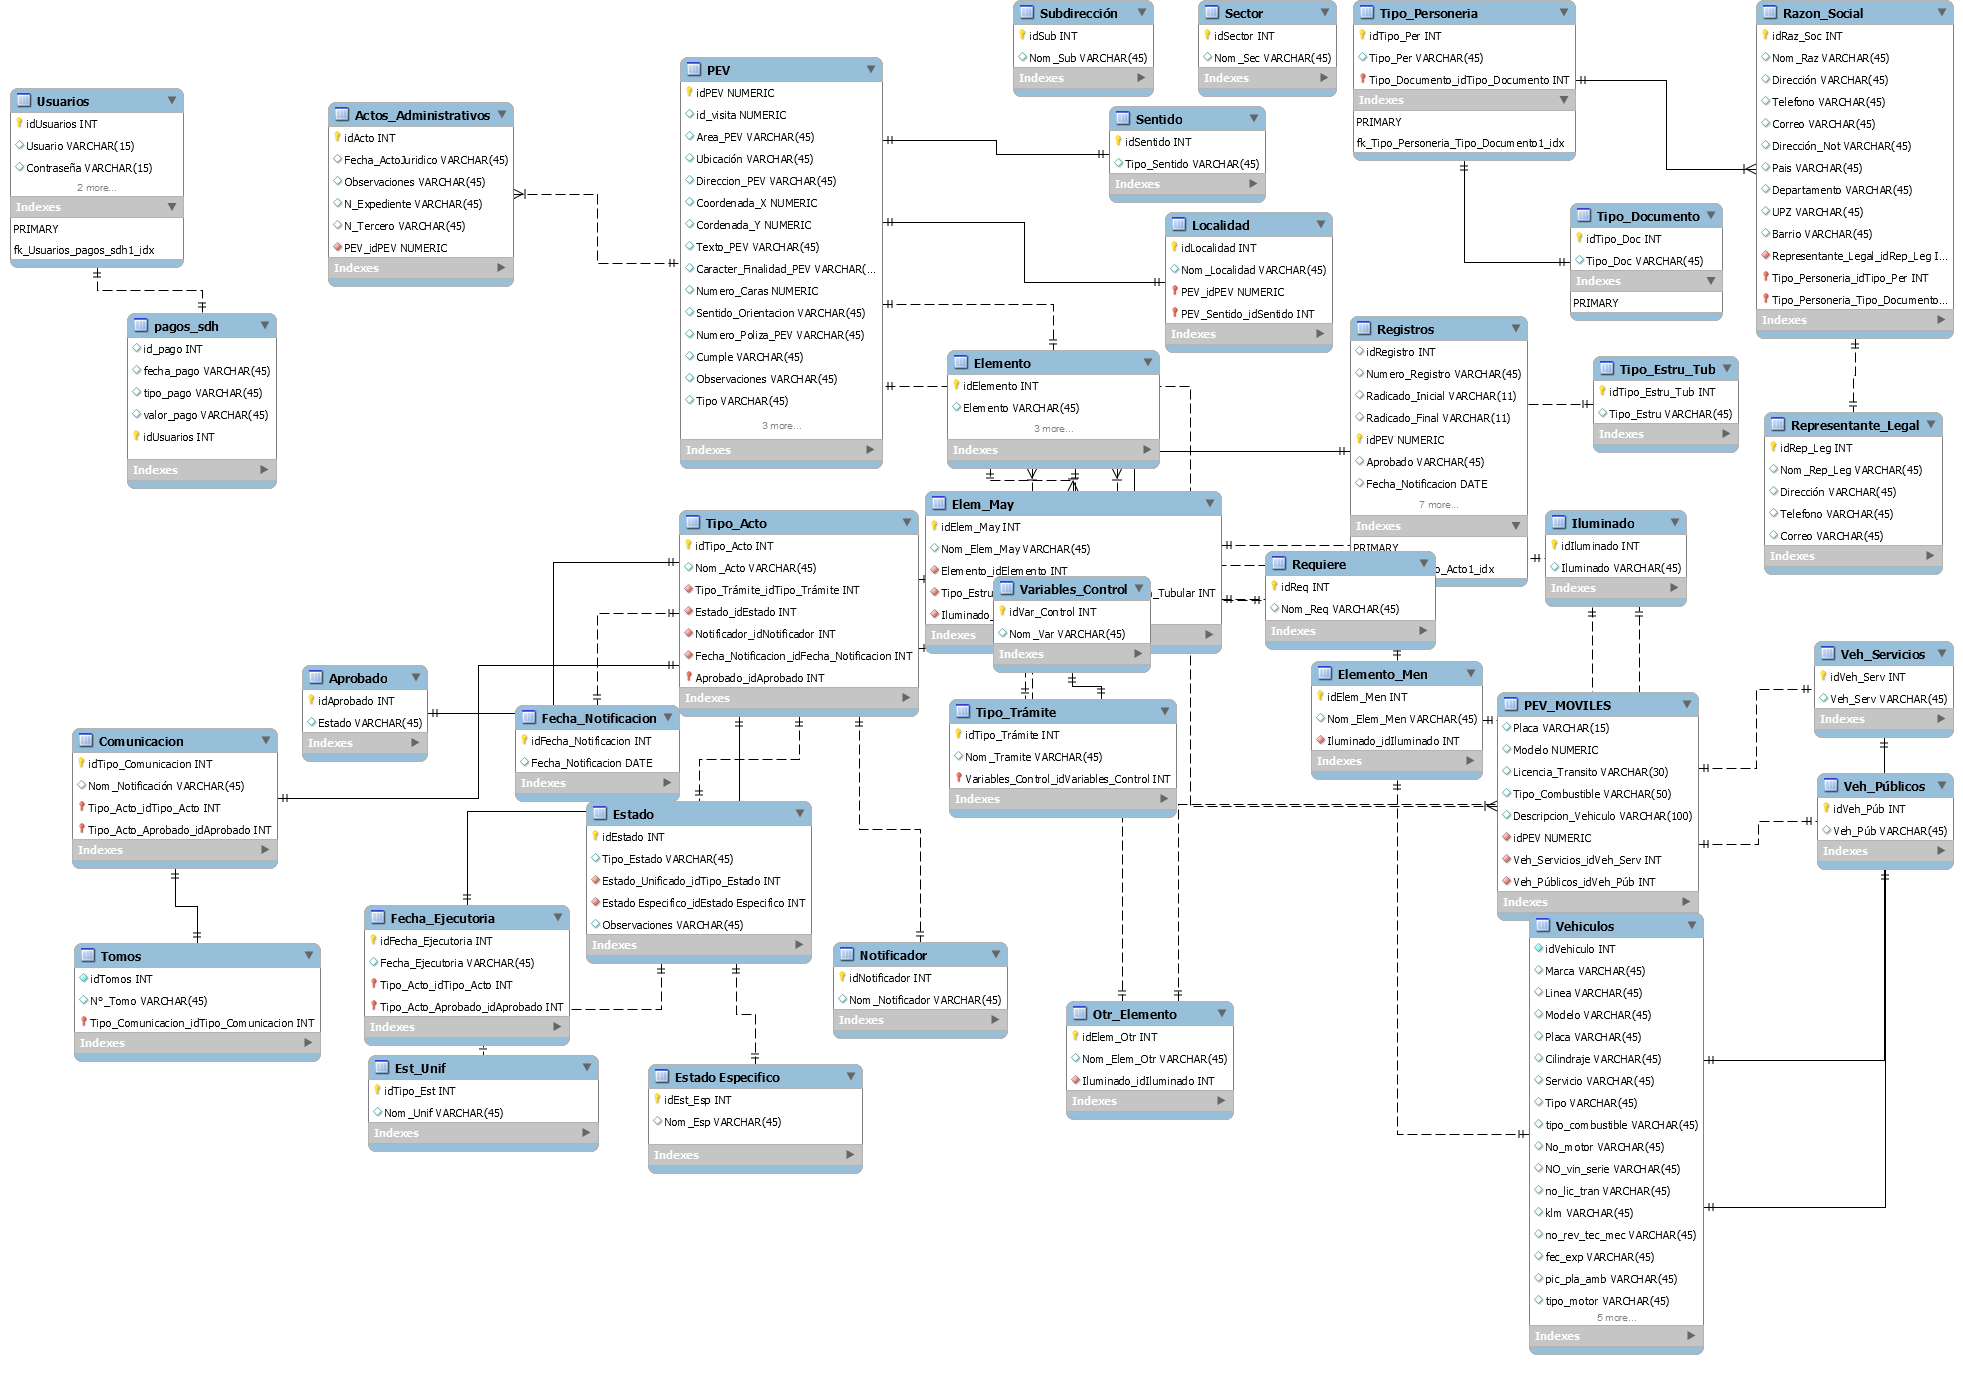 Subdirección
idSub INT
Nom_Sub VARCHAR(45)
Indexes
Sector
idSector INT
Nom_Sec VARCHAR(45)
Indexes
Tipo_Personeria
idTipo_Per INT
Tipo_Per VARCHAR(45)
Tipo_Documento_idTipo_Documento INT
Indexes
PRIMARY
fk_Tipo_Personeria_Tipo_Documento1_idx
Razon_Social
idRaz_Soc INT
Nom_Raz VARCHAR(45)
Dirección VARCHAR(45)
Telefono VARCHAR(45)
Correo VARCHAR(45)
Dirección_Not VARCHAR(45)
Pais VARCHAR(45)
Departamento VARCHAR(45)
UPZ VARCHAR(45)
Barrio VARCHAR(45)
Representante_Legal_idRep_Leg I...
Tipo_Personeria_idTipo_Per INT
Tipo_Personeria_Tipo_Documento...
Indexes
Usuarios
idUsuarios INT
Usuario VARCHAR(15)
Contraseña VARCHAR(15)
2 more...
Indexes
PRIMARY
fk_Usuarios_pagos_sdh1_idx
Actos_Administrativos
idActo INT
Fecha_ActoJuridico VARCHAR(45)
Observaciones VARCHAR(45)
N_Expediente VARCHAR(45)
N_Tercero VARCHAR(45)
PEV_idPEV NUMERIC
Indexes
PEV
idPEV NUMERIC
id_visita NUMERIC
Area_PEV VARCHAR(45)
Ubicación VARCHAR(45)
Direccion_PEV VARCHAR(45)
Coordenada_X NUMERIC
Cordenada_Y NUMERIC
Texto_PEV VARCHAR(45)
Caracter_Finalidad_PEV VARCHAR(...
Numero_Caras NUMERIC
Sentido_Orientacion VARCHAR(45)
Numero_Poliza_PEV VARCHAR(45)
Cumple VARCHAR(45)
Observaciones VARCHAR(45)
Tipo VARCHAR(45)
3 more...
Indexes
Sentido
idSentido INT
Tipo_Sentido VARCHAR(45)
Indexes
Localidad
idLocalidad INT
Nom_Localidad VARCHAR(45)
PEV_idPEV NUMERIC
PEV_Sentido_idSentido INT
Indexes
Tipo_Documento
idTipo_Doc INT
Tipo_Doc VARCHAR(45)
Indexes
PRIMARY
pagos_sdh
id_pago INT
fecha_pago VARCHAR(45)
tipo_pago VARCHAR(45)
valor_pago VARCHAR(45)
idUsuarios INT
Indexes
Elemento
idElemento INT
Elemento VARCHAR(45)
3 more...
Indexes
Registros
idRegistro INT
Numero_Registro VARCHAR(45)
Radicado_Inicial VARCHAR(11)
Radicado_Final VARCHAR(11)
idPEV NUMERIC
Aprobado VARCHAR(45)
Fecha_Notificacion DATE
7 more...
Indexes
PRIMARY
o_Acto1_idx
Tipo_Estru_Tub
idTipo_Estru_Tub INT
Tipo_Estru VARCHAR(45)
Indexes
Representante_Legal
idRep_Leg INT
Nom_Rep_Leg VARCHAR(45)
Dirección VARCHAR(45)
Telefono VARCHAR(45)
Correo VARCHAR(45)
Indexes
Tipo_Acto
idTipo_Acto INT
Nom_Acto VARCHAR(45)
Tipo_Trámite_idTipo_Trámite INT
Estado_idEstado INT
Notificador_idNotificador INT
Fecha_Notificacion_idFecha_Notificacion INT
Aprobado_idAprobado INT
Indexes
Elem_May
idElem_May INT
Nom_Elem_May VARCHAR(45)
Elemento_idElemento INT
Tipo_Estru
_Tubular INT
Iluminado_
Indexes
Variables_Control
idVar_Control INT
Nom_Var VARCHAR(45)
Indexes
Requiere
idReq INT
Nom_Req VARCHAR(45)
Indexes
Iluminado
idIluminado INT
Iluminado VARCHAR(45)
Indexes
Aprobado
idAprobado INT
Estado VARCHAR(45)
Indexes
Comunicacion
idTipo_Comunicacion INT
Nom_Notificación VARCHAR(45)
Tipo_Acto_idTipo_Acto INT
Tipo_Acto_Aprobado_idAprobado INT
Indexes
Fecha_Notificacion
idFecha_Notificacion INT
Fecha_Notificacion DATE
Indexes
Tipo_Trámite
idTipo_Trámite INT
Nom_Tramite VARCHAR(45)
Variables_Control_idVariables_Control INT
Indexes
Elemento_Men
idElem_Men INT
Nom_Elem_Men VARCHAR(45)
Iluminado_idIluminado INT
Indexes
PEV_MOVILES
Placa VARCHAR(15)
Modelo NUMERIC
Licencia_Transito VARCHAR(30)
Tipo_Combustible VARCHAR(50)
Descripcion_Vehiculo VARCHAR(100)
idPEV NUMERIC
Veh_Servicios_idVeh_Serv INT
Veh_Públicos_idVeh_Púb INT
Indexes
Veh_Servicios
idVeh_Serv INT
Veh_Serv VARCHAR(45)
Indexes
Veh_Públicos
idVeh_Púb INT
Veh_Púb VARCHAR(45)
Indexes
Estado
idEstado INT
Tipo_Estado VARCHAR(45)
Estado_Unificado_idTipo_Estado INT
Estado Especifico_idEstado Especifico INT
Observaciones VARCHAR(45)
Indexes
Fecha_Ejecutoria
idFecha_Ejecutoria INT
Fecha_Ejecutoria VARCHAR(45)
Tipo_Acto_idTipo_Acto INT
Tipo_Acto_Aprobado_idAprobado INT
Indexes
Tomos
idTomos INT
Nº_Tomo VARCHAR(45)
Tipo_Comunicacion_idTipo_Comunicacion INT
Indexes
Notificador
idNotificador INT
Nom_Notificador VARCHAR(45)
Indexes
Otr_Elemento
idElem_Otr INT
Nom_Elem_Otr VARCHAR(45)
Iluminado_idIluminado INT
Indexes
Est_Unif
idTipo_Est INT
Nom_Unif VARCHAR(45)
Indexes
Estado Especifico
idEst_Esp INT
Nom_Esp VARCHAR(45)
Indexes
Vehiculos
idVehiculo INT
Marca VARCHAR(45)
Linea VARCHAR(45)
Modelo VARCHAR(45)
Placa VARCHAR(45)
Cilindraje VARCHAR(45)
Servicio VARCHAR(45)
Tipo VARCHAR(45)
tipo_combustible VARCHAR(45)
No_motor VARCHAR(45)
NO_vin_serie VARCHAR(45)
no_lic_tran VARCHAR(45)
klm VARCHAR(45)
no_rev_tec_mec VARCHAR(45)
fec_exp VARCHAR(45)
pic_pla_amb VARCHAR(45)
tipo_motor VARCHAR(45)
5 more...
Indexes